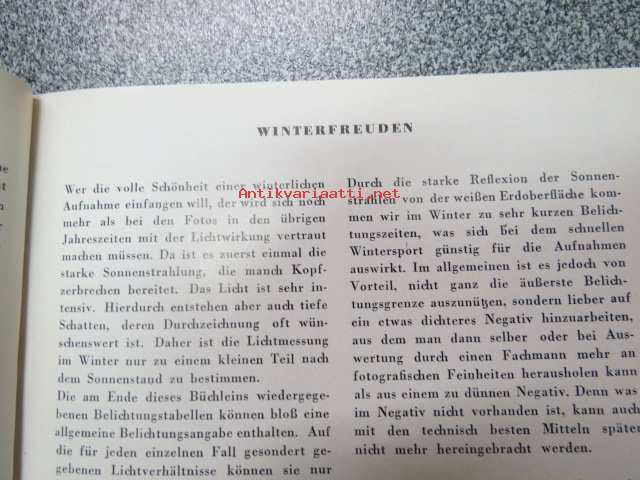 WINTERFREUDEN
Wer die volle Schönheit einer winterlichen
Aufnahme einfangen will, der wird sich noch
mehr als bei den Fotos in den übrigen
Jahreszeiten mit der Lichtwirkung vertraut
machen müssen. Da ist es zuerst einmal die
starke Sonnenstrahlung, die manch Kopf-
zerbrechen bereitet. Das Licht ist sehr in-
tensiv. Hierdurch entstehen aber auch tiefe
Schatten, deren Durchzeichnung oft wün-
schenswert ist. Daher ist die Lichtmessung
im Winter nur zu einem kleinen Teil nach
dem Sonnenstand zu bestimmen.
Die am Ende dieses Büchleins wiedergege-
benen Belichtungstabellen können bloß eine
allgemeine Belichtungsangabe enthalten. Auf
die für jeden einzelnen Fall gesondert ge-
gebenen Lichtverhältnisse können sie nur
Durch die starke Reflexion der Sonnen-
strahlen von der weißen Erdoberfläche kom-
men wir im Winter zu sehr kurzen Belich-
tungszeiten, was sich bei dem schnellen
Wintersport günstig für die Aufnahmen
auswirkt. Im allgemeinen ist es jedoch von
Vorteil, nicht ganz die äußerste Belich-
tungsgrenze auszunützen, sondern lieber auf
ein etwas dichteres Negativ hinzuarbeiten,
aus dem man dann selber oder bei Aus-
wertung durch einen Fachmann mehr an
fotografischen Feinheiten herausholen kann
als aus einem zu dünnen Negativ. Denn was
im Negativ nicht vorhanden ist, kann auch
mit den technisch besten Mitteln später
nicht mehr hereingebracht werden.
Antikvariaatti.net